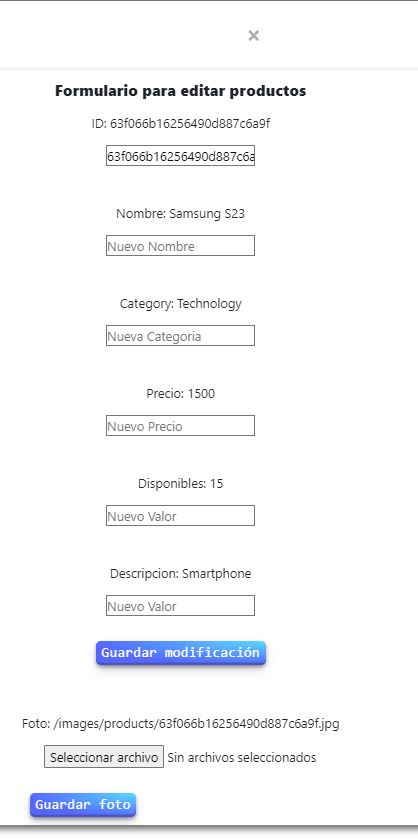 ×
Formulario para editar productos
ID: 63f066b16256490d887c6a9f
63f066b16256490d887c6a
Nombre: Samsung S23
Nuevo Nombre
Category: Technology
Nueva Categoria
Precio: 1500
Nuevo Precio
Disponibles: 15
Nuevo Valor
Descripcion: Smartphone
Nuevo Valor
Guardar modificación
Foto: /images/products/63f066b16256490d887c6a9f.jpg
Seleccionar archivo Sin archivos seleccionados
Guardar foto